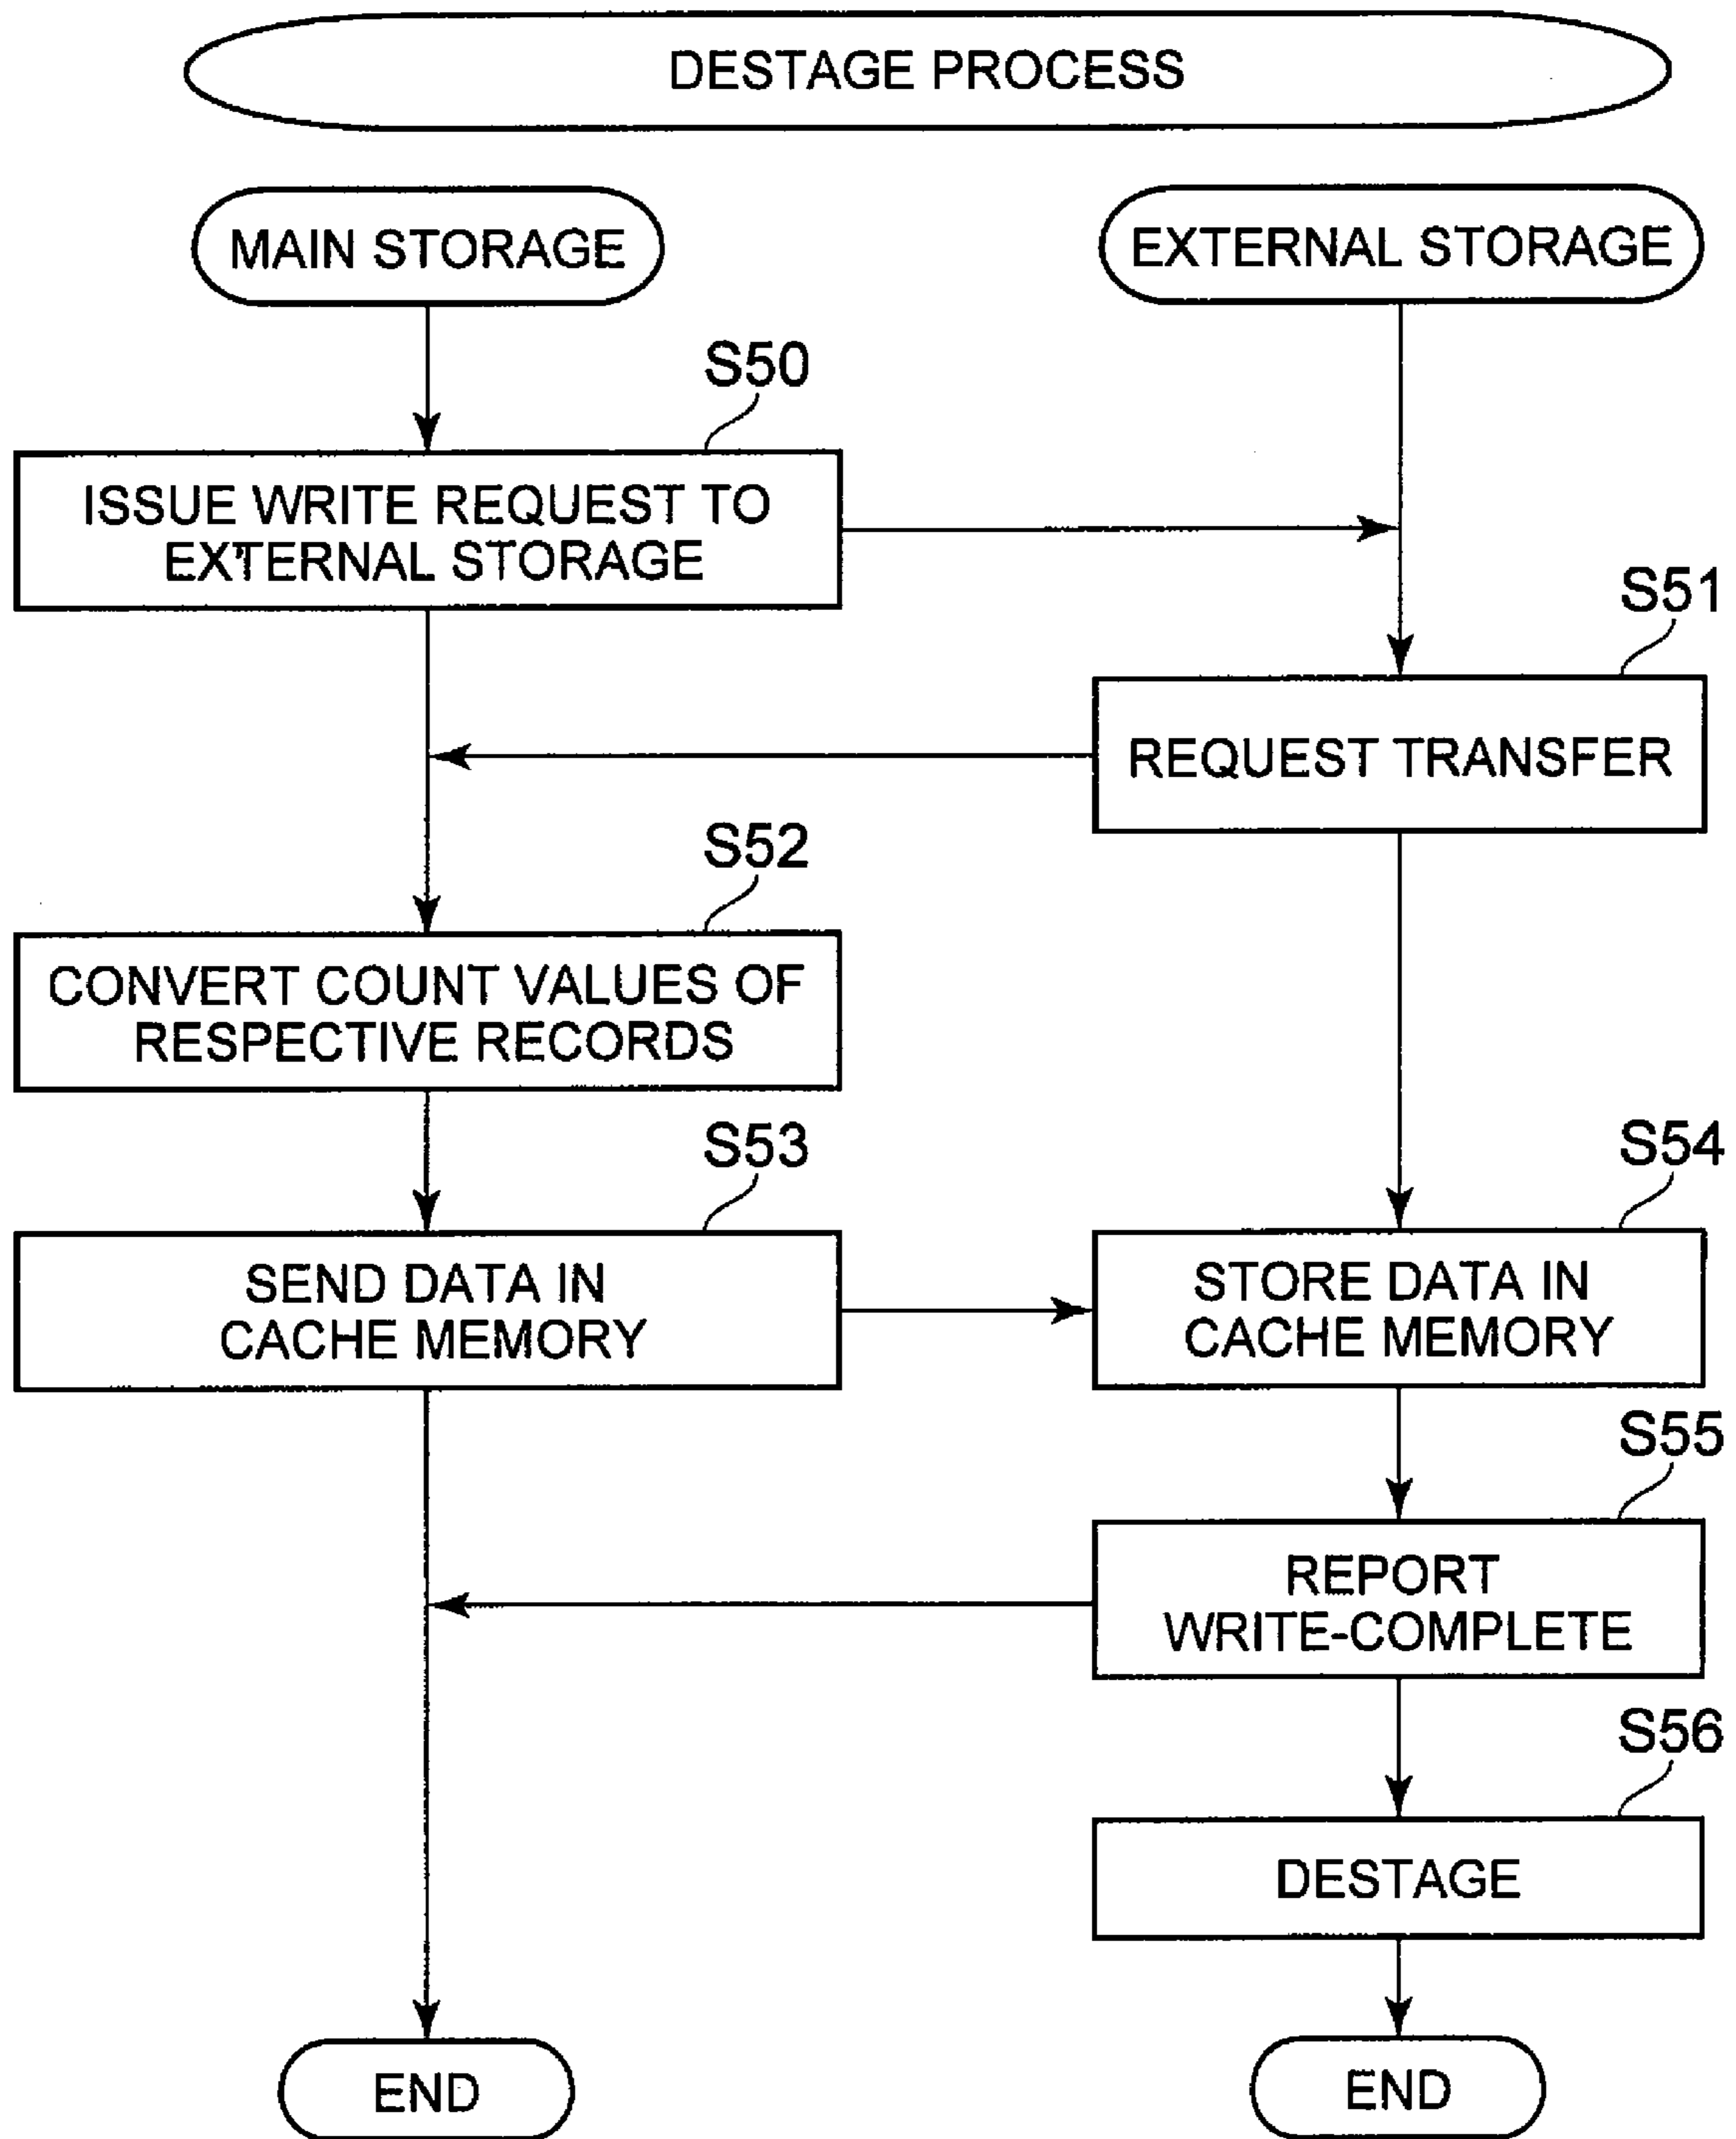 DESTAGE PROCESS
MAIN STORAGE
EXTERNAL STORAGE
S50
ISSUE WRITE REQUEST TO
EXTERNAL STORAGE
S51
REQUEST TRANSFER
S52
CONVERT COUNT VALUES OF
RESPECTIVE RECORDS
S53
SEND DATA IN
CACHE MEMORY
S54
STORE DATA IN
CACHE MEMORY
S55
REPORT
WRITE-COMPLETE
S56
DESTAGE
END
END